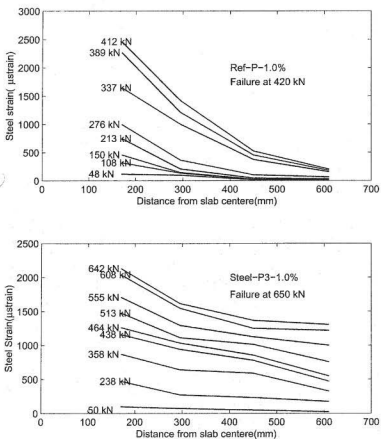 3000
2500
2000
1500
1000
500
0
Steel strain( µstrain)
412 kN
389 kN
337 kN
276 kN
213 kN
150 kN
108 kN
48 kN
Ref-P-1.0%
Failure at 420 kN
0 100 200 300 400 500 600 700
Distance from slab centere(mm)
2500
2000
1500
1000
500
0
Steel Strain(µstrain)
642 kN
608 kN
555 kN
513 kN
464 kN
438 kN
358 kN
238 kN
50 kN
Steel-P3-1.0%
Failure at 650 kN
0 100 200 300 400 500 600 700
Distance from slab centere(mm)